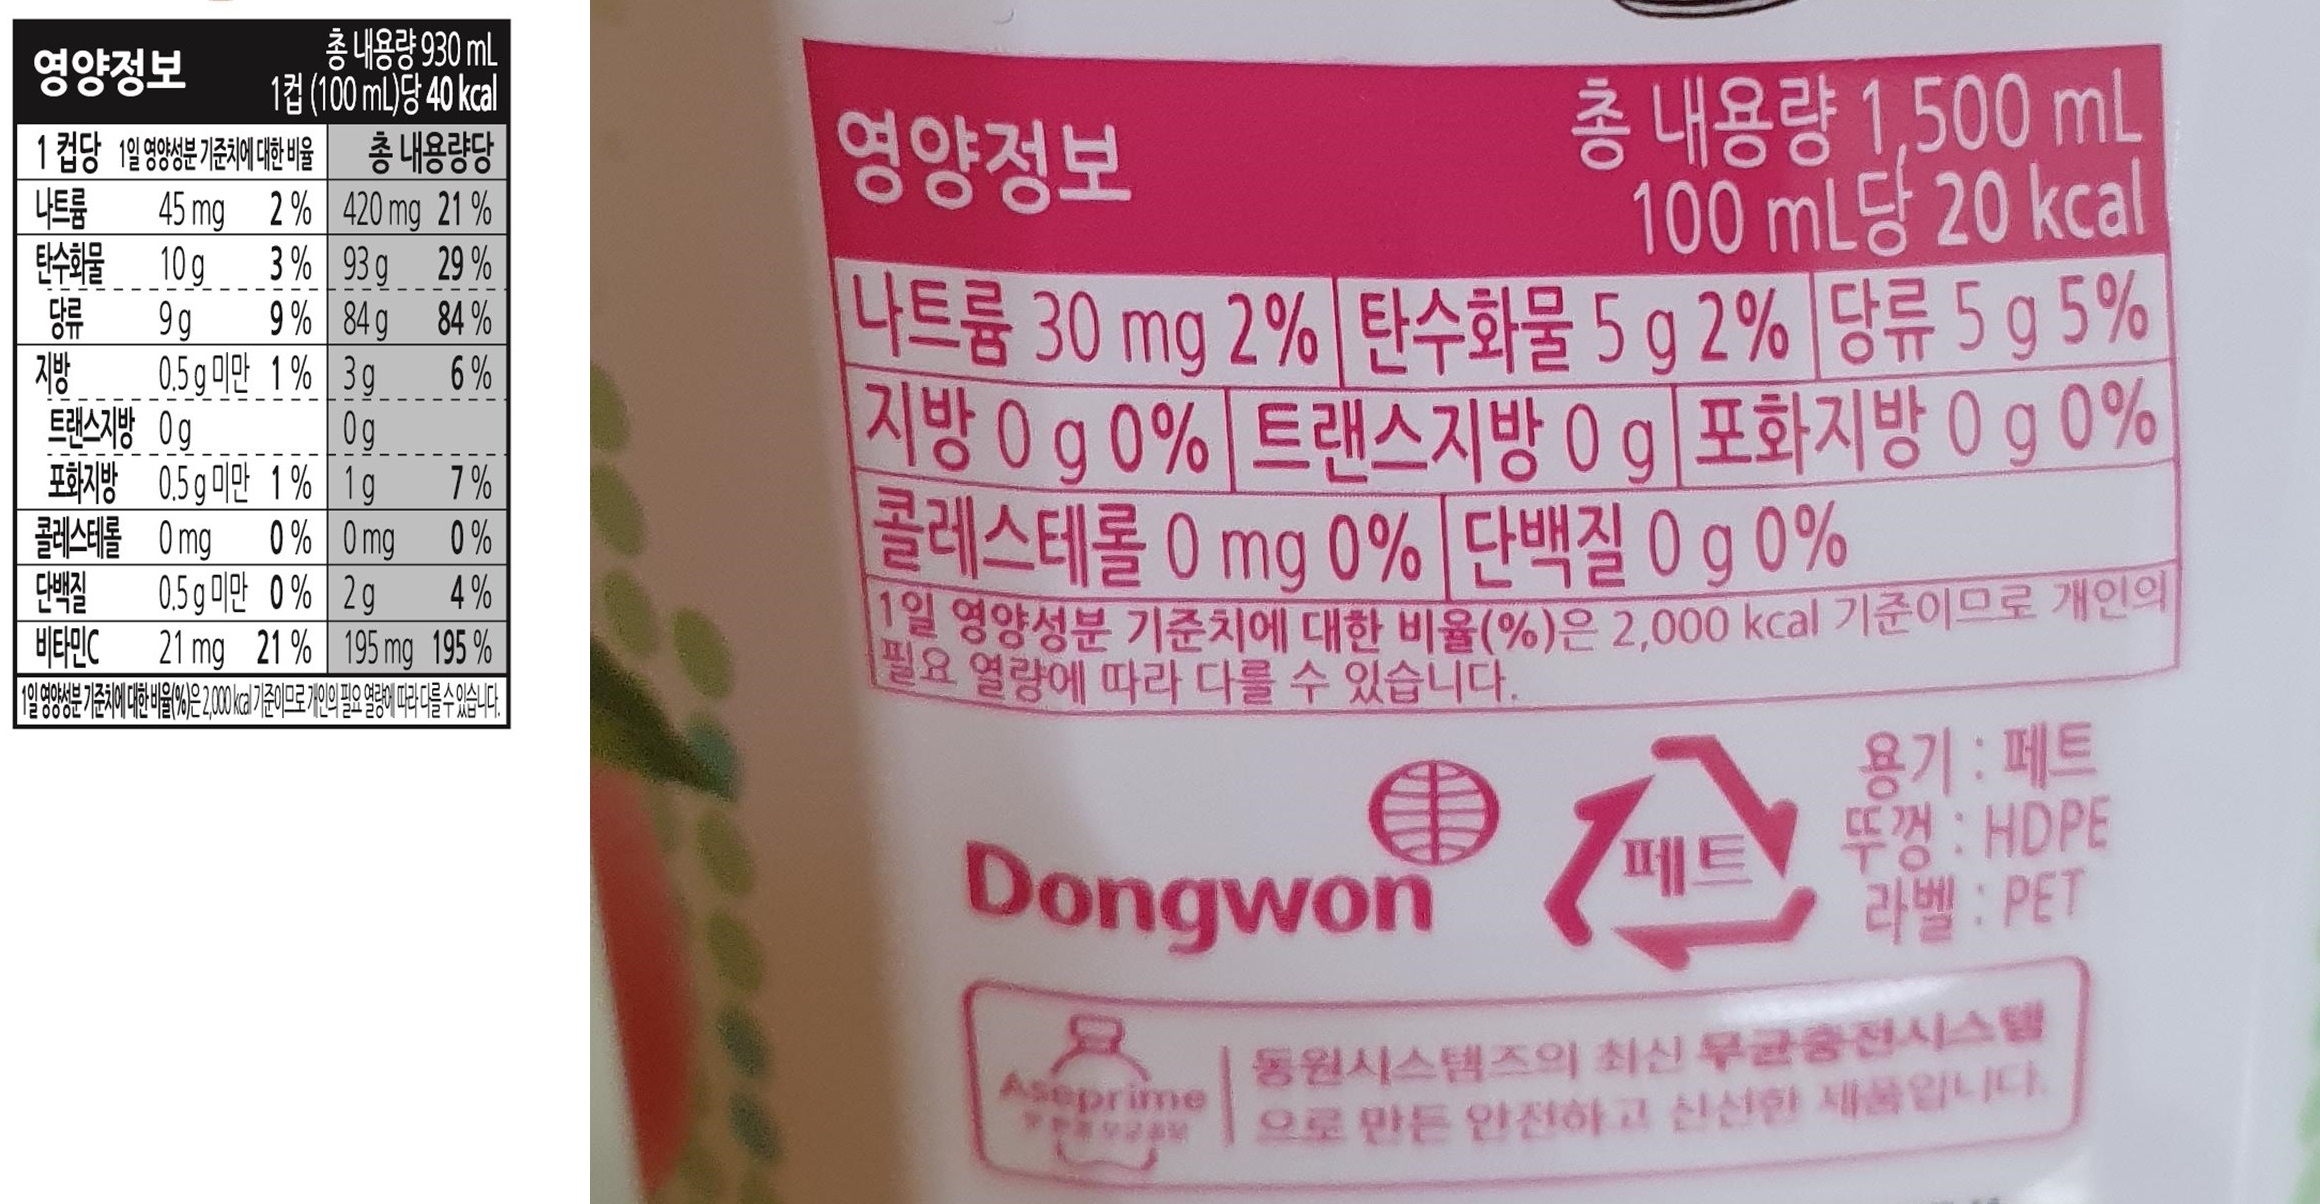 영양정보
총 내용량 930 mL
1컵 (100 mL)당 40 kcal
1 컵당 1일 영양성분 기준치에 대한 비율 총 내용량당
나트륨 45 mg 2 % 420 mg 21 %
탄수화물 10 g 3 % 93 g 29 %
당류 9 g 9 % 84 g 84 %
지방 0.5 g 미만 1 % 3 g 6 %
트랜스지방 0 g 0 g
포화지방 0.5 g 미만 1 % 1 g 7 %
콜레스테롤 0 mg 0 % 0 mg 0 %
단백질 0.5 g 미만 0 % 2 g 4 %
비타민C 21 mg 21 % 195 mg 195 %
1일 영양성분 기준치에 대한 비율(%)은 2,000 kcal 기준이므로 개인의 필요 열량에 따라 다를 수 있습니다.
영양정보
총 내용량 1,500 mL
100 mL당 20 kcal
나트륨 30 mg 2% 탄수화물 5 g 2% 당류 5 g 5%
지방 0 g 0% 트랜스지방 0 g 포화지방 0 g 0%
콜레스테롤 0 mg 0% 단백질 0 g 0%
1일 영양성분 기준치에 대한 비율(%)은 2,000 kcal 기준이므로 개인의
필요 열량에 따라 다를 수 있습니다.
Dongwon
페트
용기 : 페트
뚜껑 : HDPE
라벨 : PET
Aseprime
동원시스템즈의 최신 무균충전시스템
으로 만든 안전하고 신선한 제품입니다.